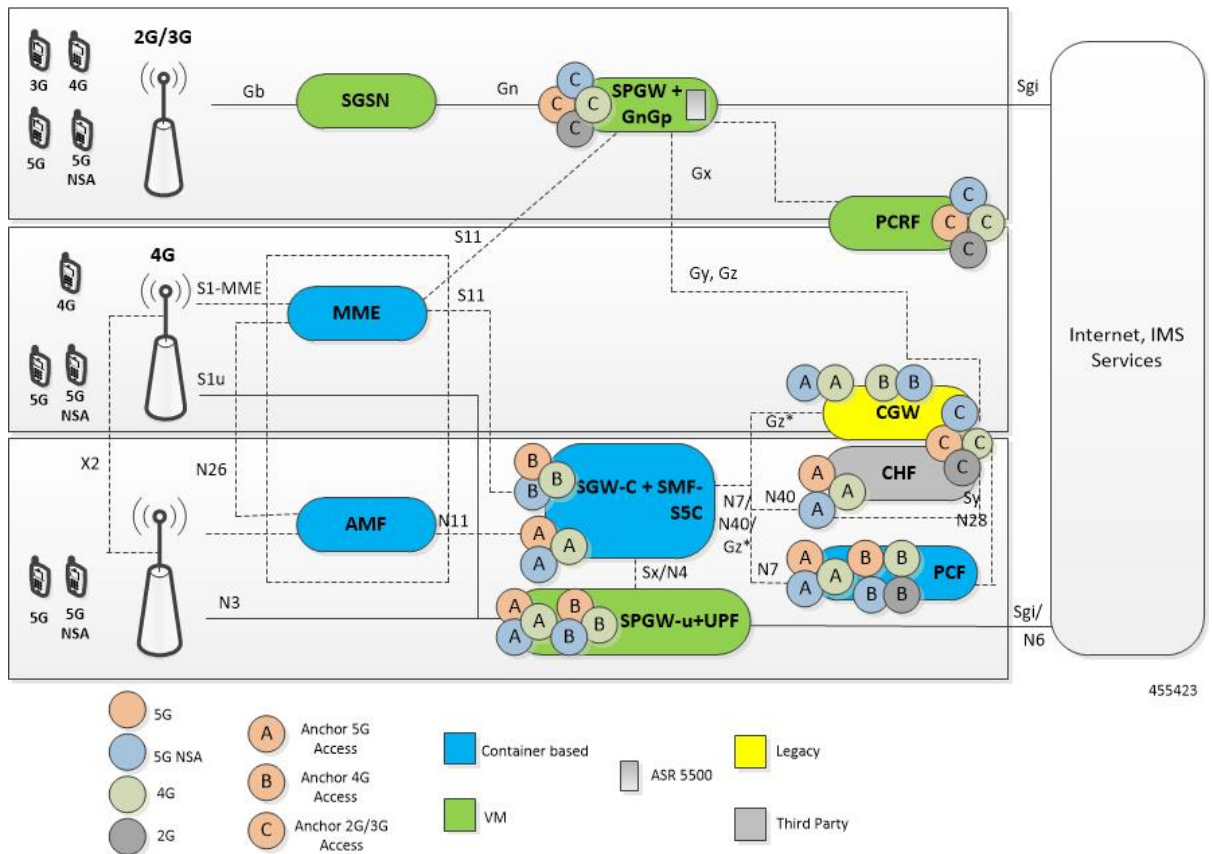 2G/3G
3G
4G
5G
5G
NSA
Gb
SGSN
Gn
C
C
C
C
SPGW +
GnGp
Sgi
Gx
PCRF
C
C
C
C
4G
4G
5G
5G
NSA
S1-MME
S11
MME
S11
S1u
Gy, Gz
Internet, IMS
Services
A
A
B
B
CGW
Gz*
C
C
C
C
X2
N26
AMF
N11
B
B
B
SGW-C + SMF-
S5C
A
A
A
N7/
N40/
Gz*
N40
A
A
A
CHF
Sy
N28
Sx/N4
N7
A
A
A
B
B
B
B
PCF
5G
5G
NSA
N3
A
A
A
B
B
B
SPGW-u+UPF
Sgi/
N6
455423
5G
5G NSA
4G
2G
A
Anchor 5G
Access
B
Anchor 4G
Access
C
Anchor 2G/3G
Access
Container based
VM
ASR 5500
Legacy
Third Party